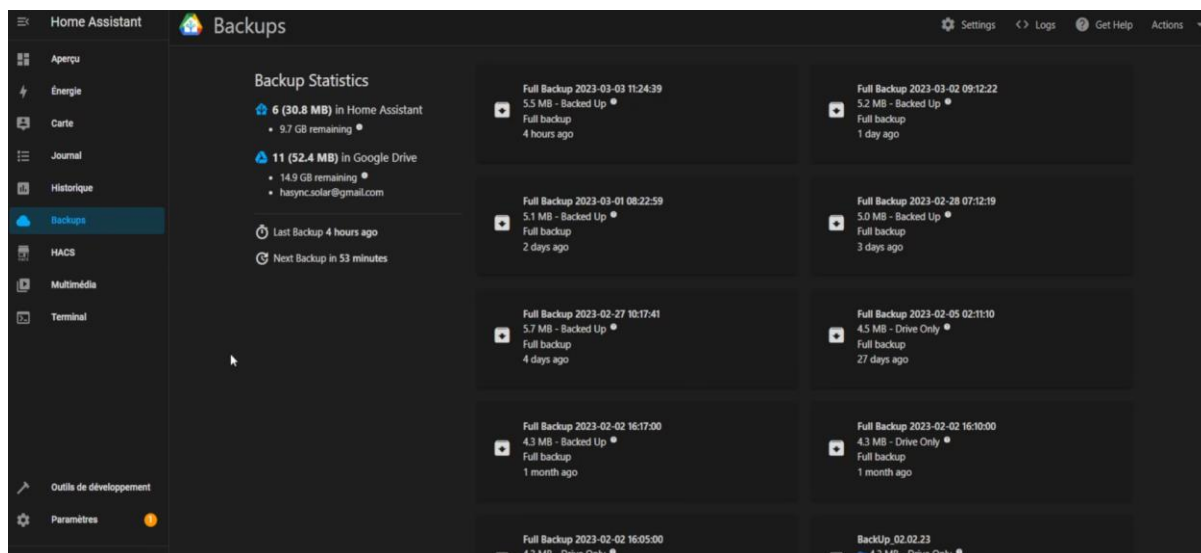 Home Assistant
Aperçu
Énergie
Carte
Journal
Historique
Backups
HACS
Multimédia
Terminal
Outils de développement
Paramètres
1
Backups
Settings
<> Logs
Get Help
Actions
Backup Statistics
6 (30.8 MB) in Home Assistant
• 9.7 GB remaining
11 (52.4 MB) in Google Drive
• 14.9 GB remaining
• hasync.solar@gmail.com
Last Backup 4 hours ago
Next Backup in 53 minutes
Full Backup 2023-03-03 11:24:39
5.5 MB - Backed Up
Full backup
4 hours ago
Full Backup 2023-03-02 09:12:22
5.2 MB - Backed Up
Full backup
1 day ago
Full Backup 2023-03-01 08:22:59
5.1 MB - Backed Up
Full backup
2 days ago
Full Backup 2023-02-28 07:12:19
5.0 MB - Backed Up
Full backup
3 days ago
Full Backup 2023-02-27 10:17:41
5.7 MB - Backed Up
Full backup
4 days ago
Full Backup 2023-02-05 02:11:10
4.5 MB - Drive Only
Full backup
27 days ago
Full Backup 2023-02-02 16:17:00
4.3 MB - Backed Up
Full backup
1 month ago
Full Backup 2023-02-02 16:10:00
4.3 MB - Drive Only
Full backup
1 month ago
Full Backup 2023-02-02 16:05:00
4.3 MB - Drive Only
BackUp_02.02.23
4.2 MB - Drive Only